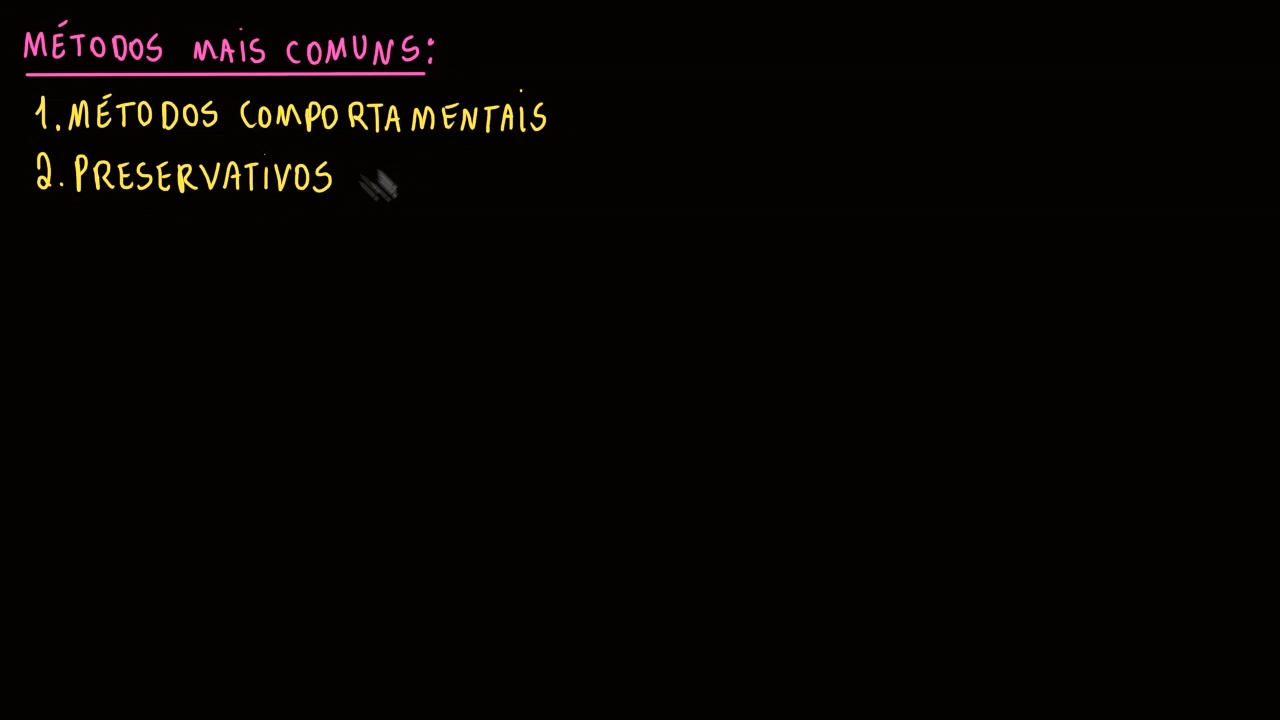 MÉTODOS MAIS COMUNS:
1. MÉTODOS COMPORTAMENTAIS
2. PRESERVATIVOS